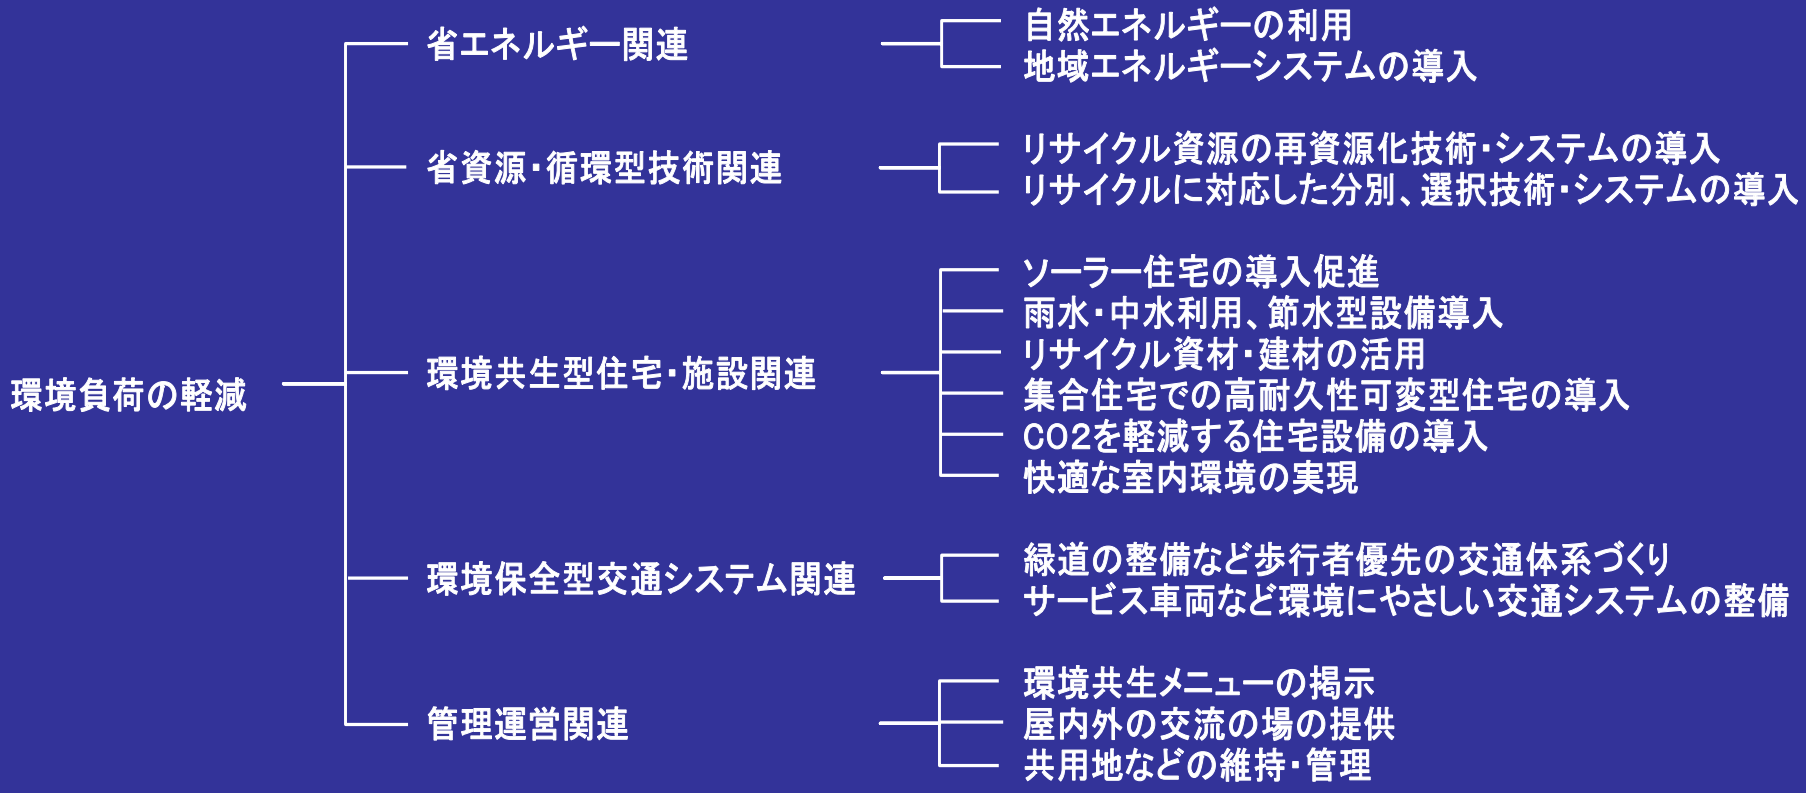 環境負荷の軽減
省エネルギー関連
自然エネルギーの利用
地域エネルギーシステムの導入
省資源・循環型技術関連
リサイクル資源の再資源化技術・システムの導入
リサイクルに対応した分別、選択技術・システムの導入
環境共生型住宅・施設関連
ソーラー住宅の導入促進
雨水・中水利用、節水型設備導入
リサイクル資材・建材の活用
集合住宅での高耐久性可変型住宅の導入
CO2を軽減する住宅設備の導入
快適な室内環境の実現
環境保全型交通システム関連
緑道の整備など歩行者優先の交通体系づくり
サービス車両など環境にやさしい交通システムの整備
管理運営関連
環境共生メニューの掲示
屋内外の交流の場の提供
共用地などの維持・管理